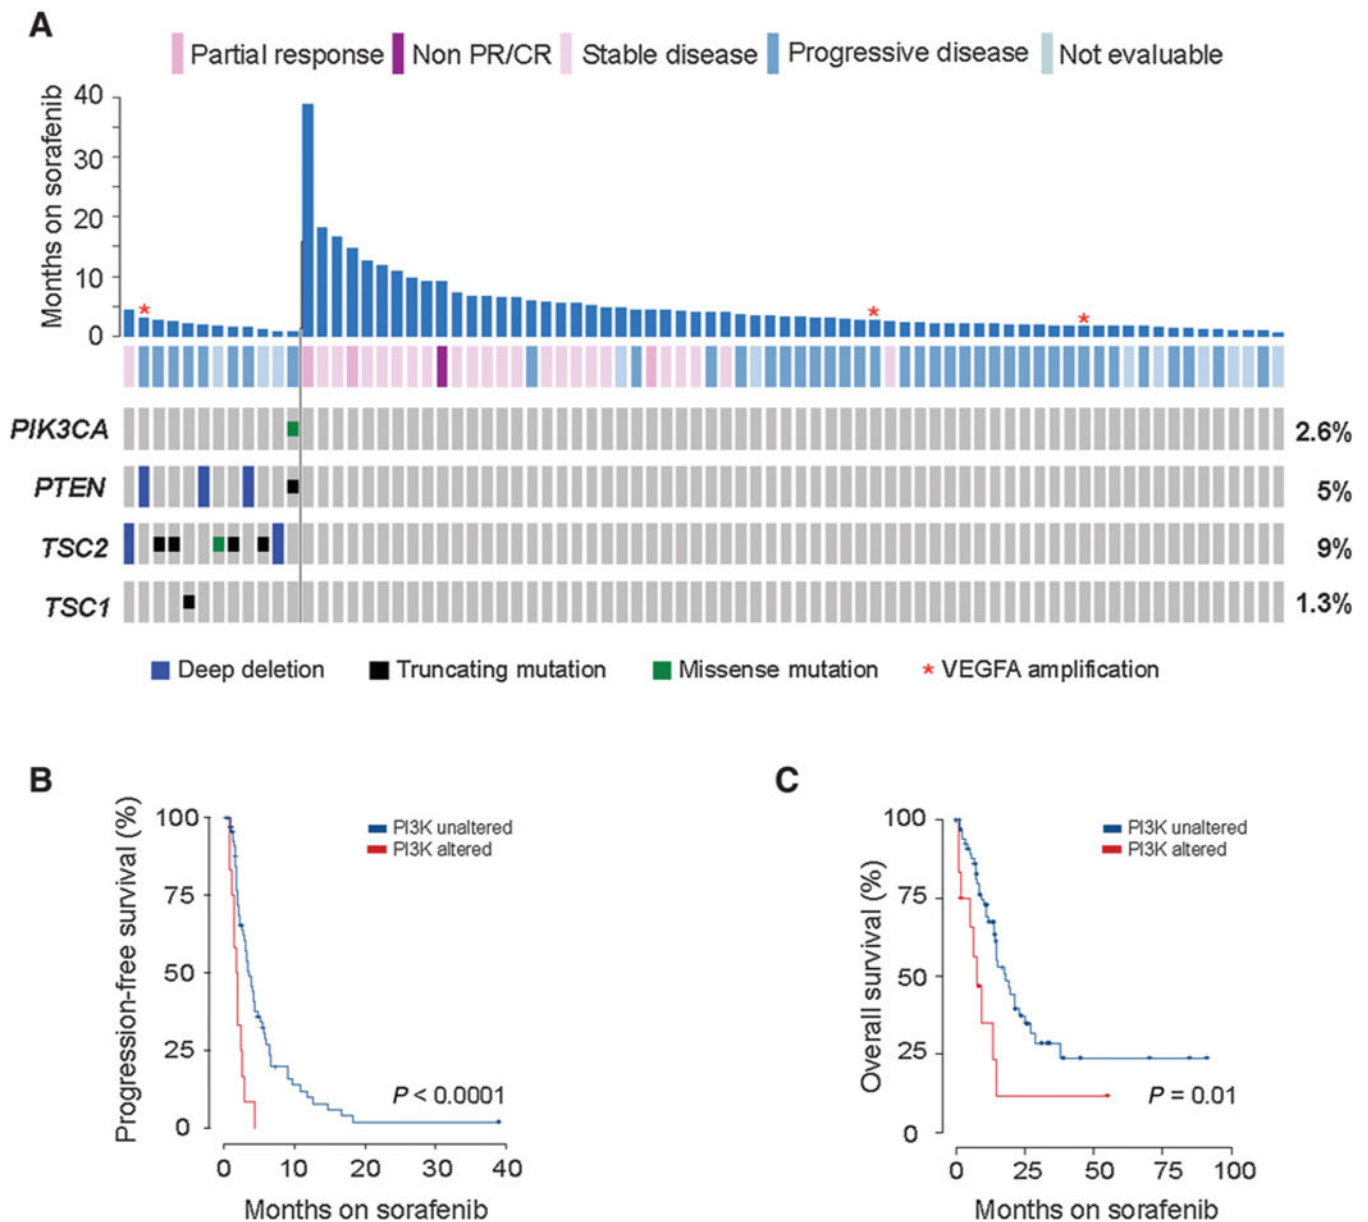 A
Partial response Non PR/CR Stable disease Progressive disease Not evaluable
Months on sorafenib
40
30
20
10
0
* * *
PIK3CA 2.6%
PTEN 5%
TSC2 9%
TSC1 1.3%
Deep deletion Truncating mutation Missense mutation * VEGFA amplification
B
Progression-free survival (%)
100
75
50
25
0
PI3K unaltered
PI3K altered
P < 0.0001
0 10 20 30 40
Months on sorafenib
C
Overall survival (%)
100
75
50
25
0
PI3K unaltered
PI3K altered
P = 0.01
0 25 50 75 100
Months on sorafenib